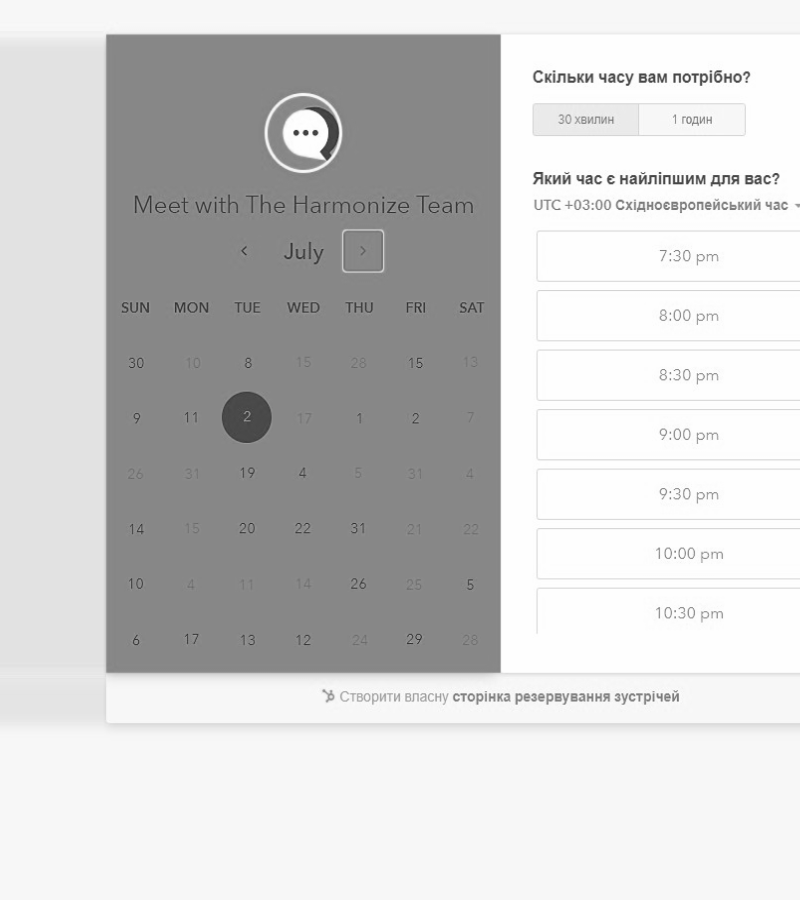 Meet with The Harmonize Team
July
SUN MON TUE WED THU FRI SAT
30 10 8 15 28 15 13
9 11 2 17 1 2 7
26 31 19 4 5 31 4
14 15 20 22 31 21 22
10 4 11 14 26 25 5
6 17 13 12 24 29 28
Скільки часу вам потрібно?
30 хвилин 1 годин
Який час є найліпшим для вас?
UTC +03:00 Східноєвропейський час
7:30 pm
8:00 pm
8:30 pm
9:00 pm
9:30 pm
10:00 pm
10:30 pm
Створити власну сторінка резервування зустрічей